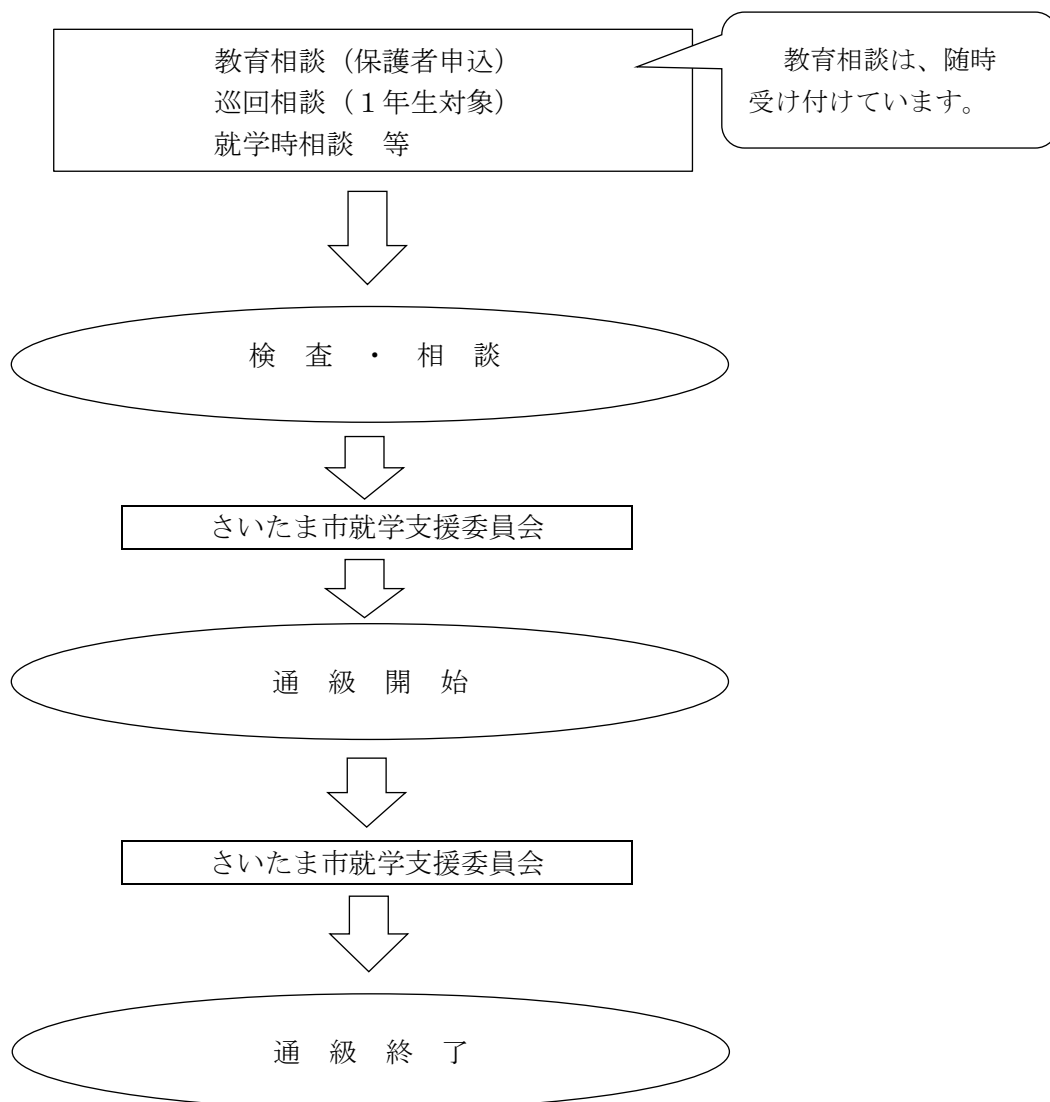 教育相談（保護者申込）
巡回相談（１年生対象）
就学時相談　等
教育相談は、随時
受け付けています。
検　査　・　相　談
さいたま市就学支援委員会
通　級　開　始
さいたま市就学支援委員会
通　級　終　了